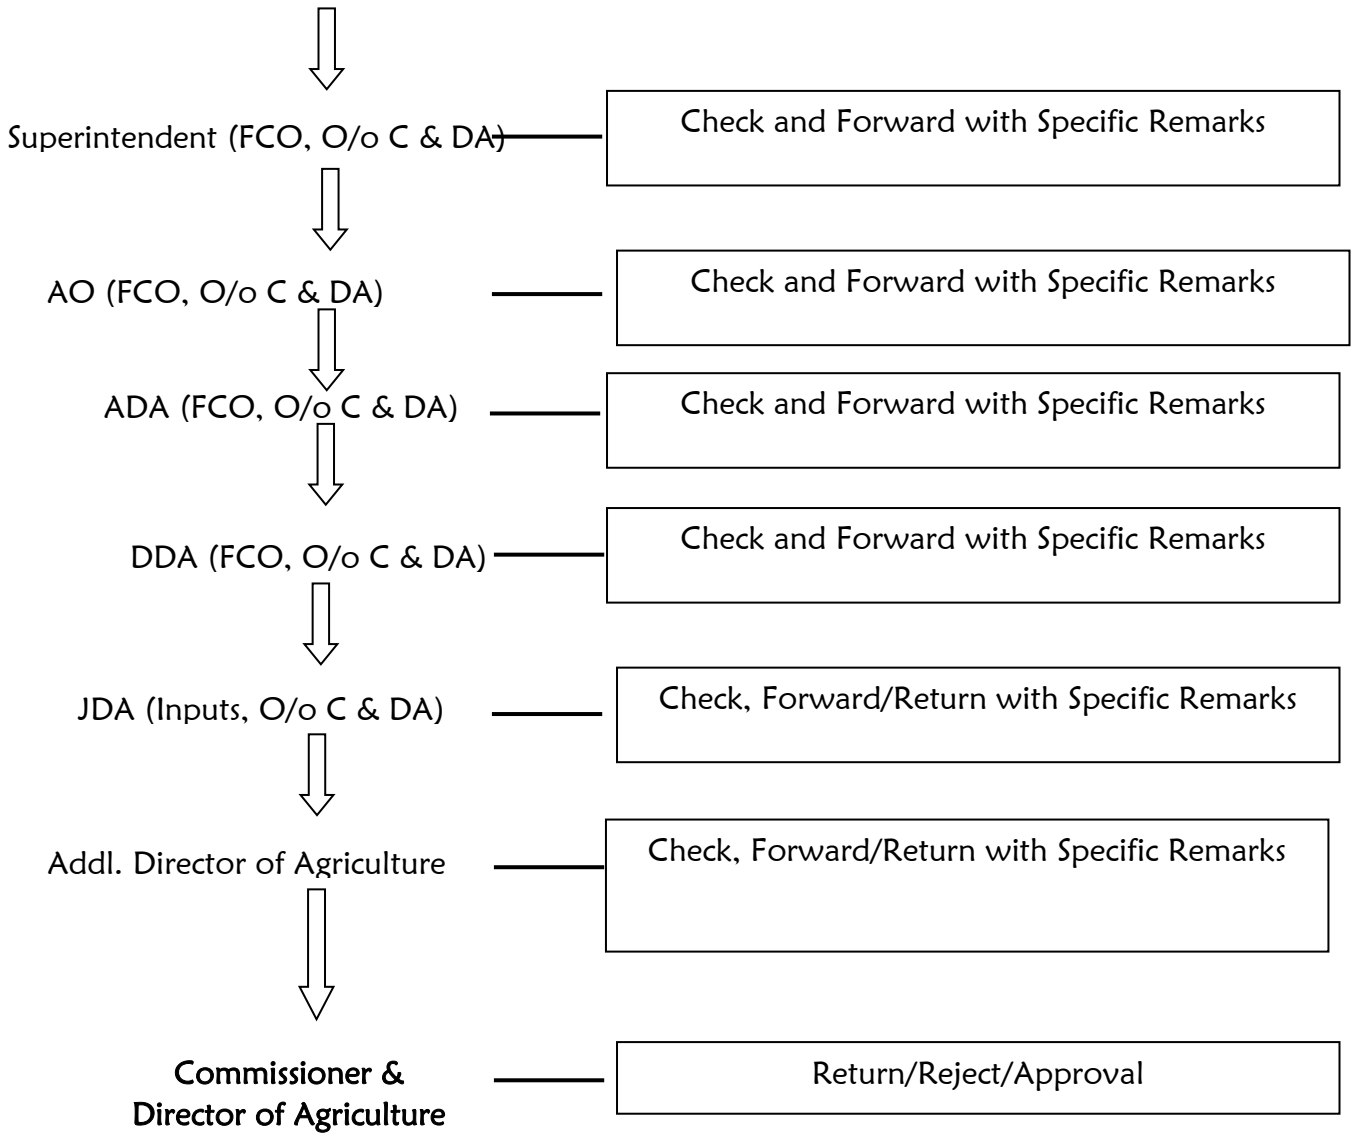 Superintendent (FCO, O/o C & DA)
Check and Forward with Specific Remarks
AO (FCO, O/o C & DA)
Check and Forward with Specific Remarks
ADA (FCO, O/o C & DA)
Check and Forward with Specific Remarks
DDA (FCO, O/o C & DA)
Check and Forward with Specific Remarks
JDA (Inputs, O/o C & DA)
Check, Forward/Return with Specific Remarks
Addl. Director of Agriculture
Check, Forward/Return with Specific Remarks
Commissioner &
Director of Agriculture
Return/Reject/Approval